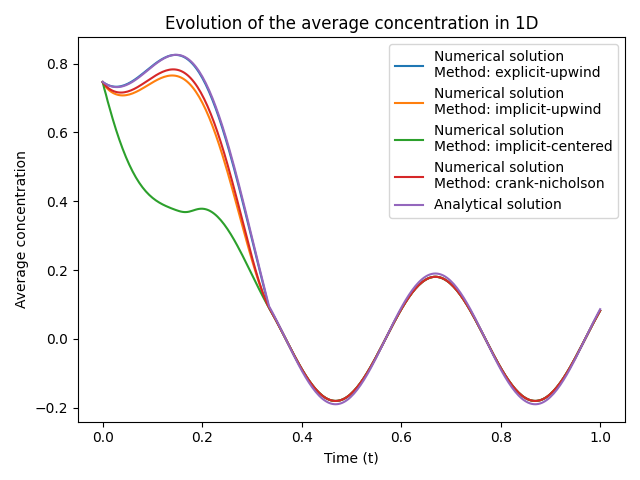 Evolution of the average concentration in 1D
Numerical solution
Method: explicit-upwind
Numerical solution
Method: implicit-upwind
Numerical solution
Method: implicit-centered
Numerical solution
Method: crank-nicholson
Analytical solution
Average concentration
0.8
0.6
0.4
0.2
0.0
−0.2
0.0 0.2 0.4 0.6 0.8 1.0
Time (t)